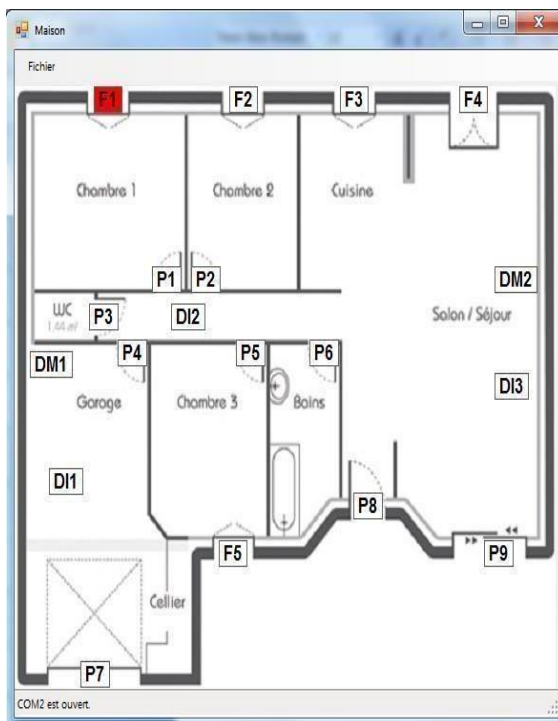 Maison
Fichier
F1 F2 F3 F4
Chambre 1 Chambre 2 Cuisine
P1 P2 DM2
WC P3 DI2 Salon / Séjour
1.44 m²
DM1 P4 P5 P6
Garage Chambre 3 Bains DI3
DI1
P8
F5 P9
Cellier
P7
COM2 est ouvert.